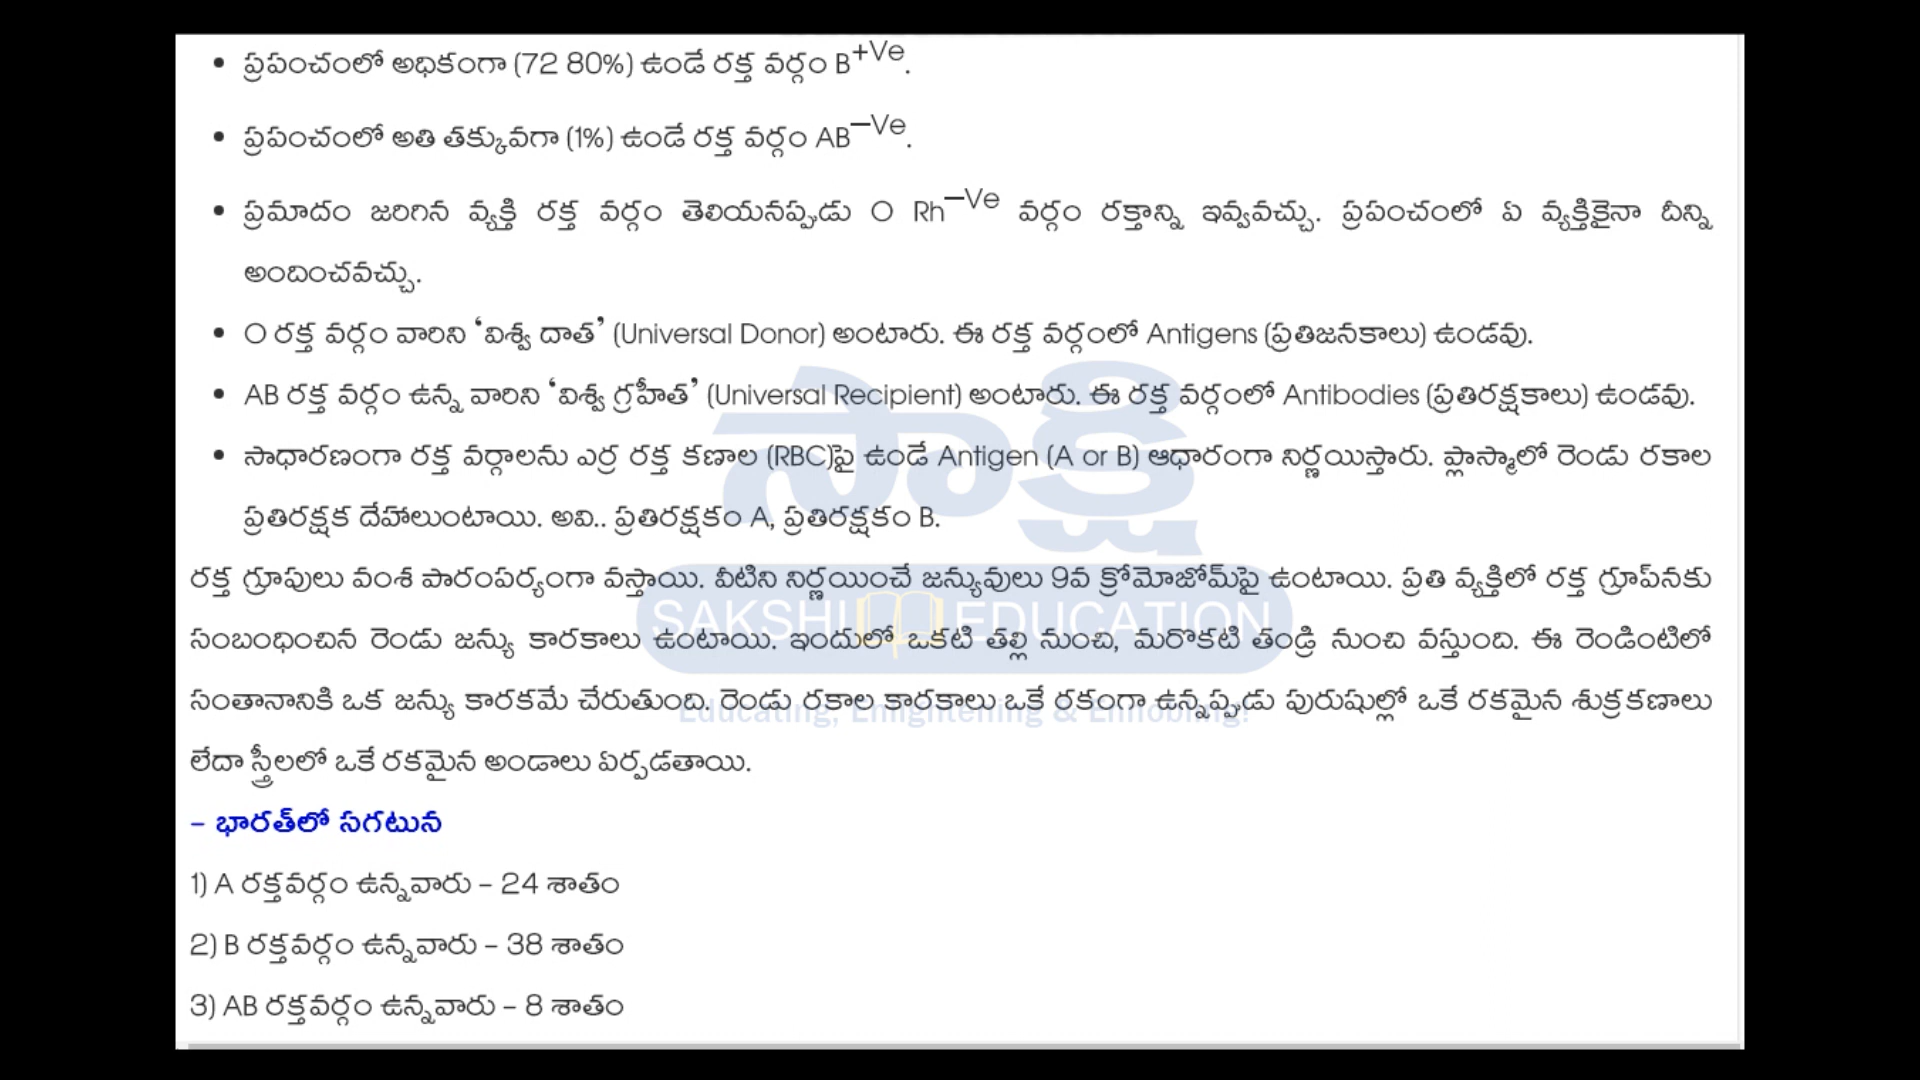 • ప్రపంచంలో అధికంగా (72 80%) ఉండే రక్త వర్గం B+Ve.
• ప్రపంచంలో అతి తక్కువగా (1%) ఉండే రక్త వర్గం AB–Ve.
• ప్రమాదం జరిగిన వ్యక్తి రక్త వర్గం తెలియనప్పుడు O Rh–Ve వర్గం రక్తాన్ని ఇవ్వవచ్చు. ప్రపంచంలో ఏ వ్యక్తికైనా దీన్ని
అందించవచ్చు.
• O రక్త వర్గం వారిని ‘విశ్వ దాత’ (Universal Donor) అంటారు. ఈ రక్త వర్గంలో Antigens (ప్రతిజనకాలు) ఉండవు.
• AB రక్త వర్గం ఉన్న వారిని ‘విశ్వ గ్రహీత’ (Universal Recipient) అంటారు. ఈ రక్త వర్గంలో Antibodies (ప్రతిరక్షకాలు) ఉండవు.
• సాధారణంగా రక్త వర్గాలను ఎర్ర రక్త కణాల (RBC)పై ఉండే Antigen (A or B) ఆధారంగా నిర్ణయిస్తారు. ప్లాస్మాలో రెండు రకాల
ప్రతిరక్షక దేహాలుంటాయి. అవి.. ప్రతిరక్షకం A, ప్రతిరక్షకం B.
రక్త గ్రూపులు వంశ పారంపర్యంగా వస్తాయి. వీటిని నిర్ణయించే జన్యువులు 9వ క్రోమోజోమ్‌పై ఉంటాయి. ప్రతి వ్యక్తిలో రక్త గ్రూప్‌నకు
సంబంధించిన రెండు జన్యు కారకాలు ఉంటాయి. ఇందులో ఒకటి తల్లి నుంచి, మరొకటి తండ్రి నుంచి వస్తుంది. ఈ రెండింటిలో
సంతానానికి ఒక జన్యు కారకమే చేరుతుంది. రెండు రకాల కారకాలు ఒకే రకంగా ఉన్నప్పుడు పురుషుల్లో ఒకే రకమైన శుక్రకణాలు
లేదా స్త్రీలలో ఒకే రకమైన అండాలు ఏర్పడతాయి.
– భారత్‌లో సగటున
1) A రక్తవర్గం ఉన్నవారు – 24 శాతం
2) B రక్తవర్గం ఉన్నవారు – 38 శాతం
3) AB రక్తవర్గం ఉన్నవారు – 8 శాతం
సాక్షి
SAKSHI EDUCATION
Educating, Enlightening & Ennobling!